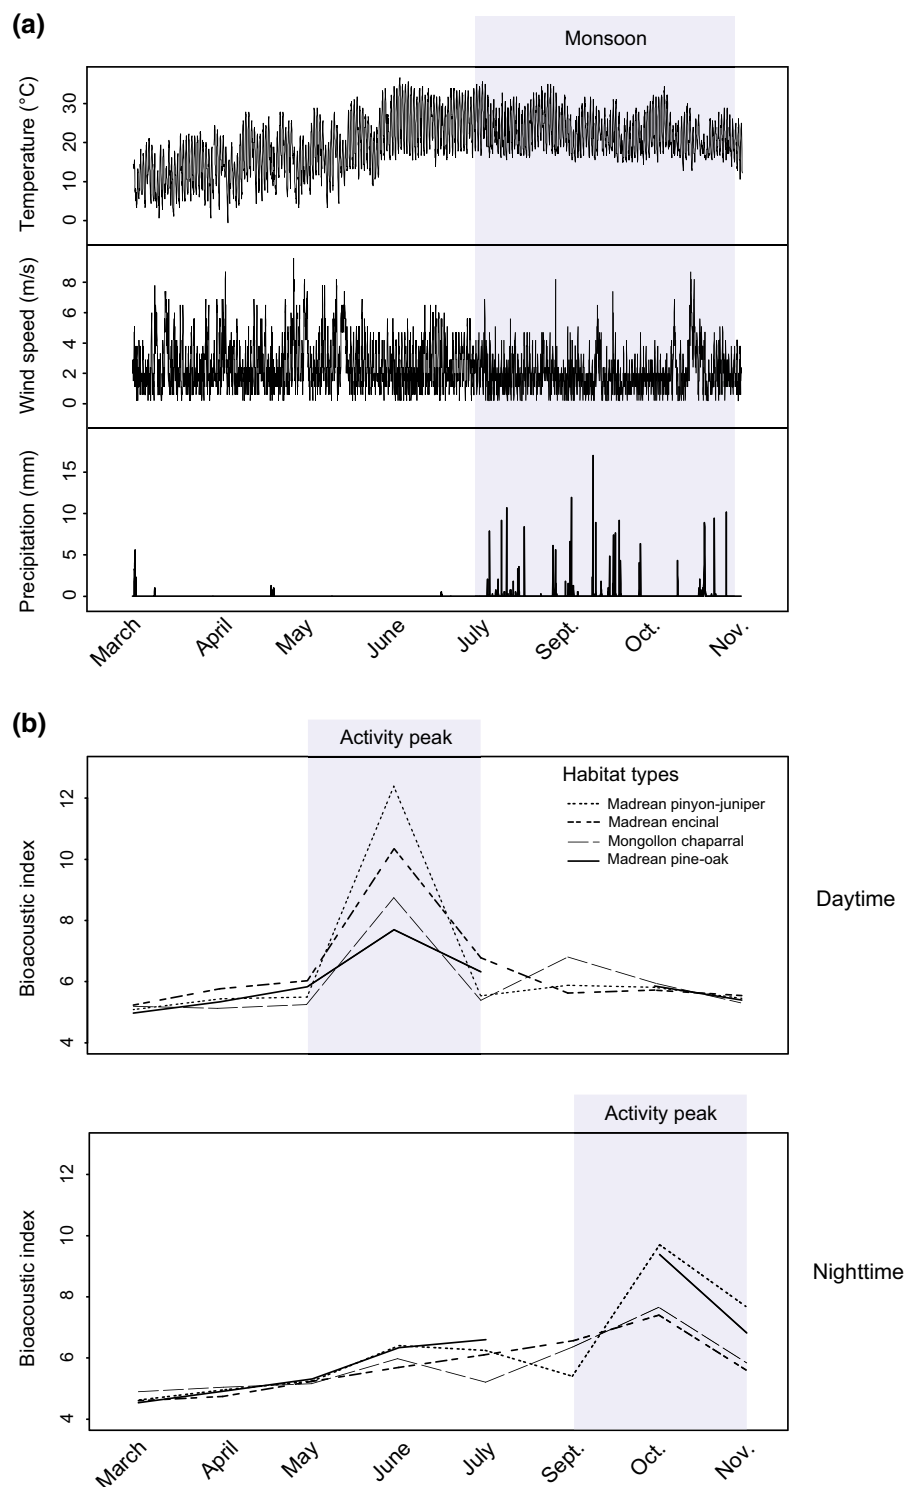 (a)
Monsoon
Temperature (°C)
30
20
10
0
Wind speed (m/s)
8
6
4
2
0
Precipitation (mm)
15
10
5
0
March April May June July Sept. Oct. Nov.
(b)
Activity peak
Bioacoustic index
12
10
8
6
4
Habitat types
Madrean pinyon-juniper
Madrean encinal
Mongollon chaparral
Madrean pine-oak
Daytime
Activity peak
Bioacoustic index
12
10
8
6
4
Nighttime
March April May June July Sept. Oct. Nov.